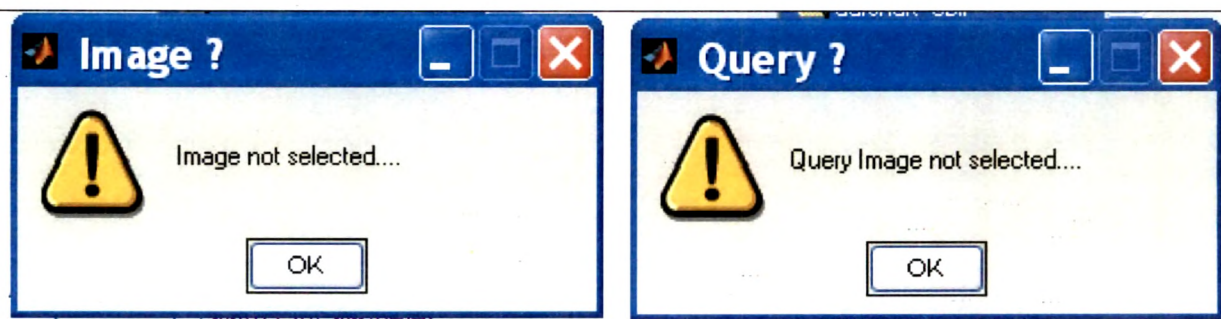 Image ?
Query ?
Image not selected....
Query Image not selected....
OK
OK